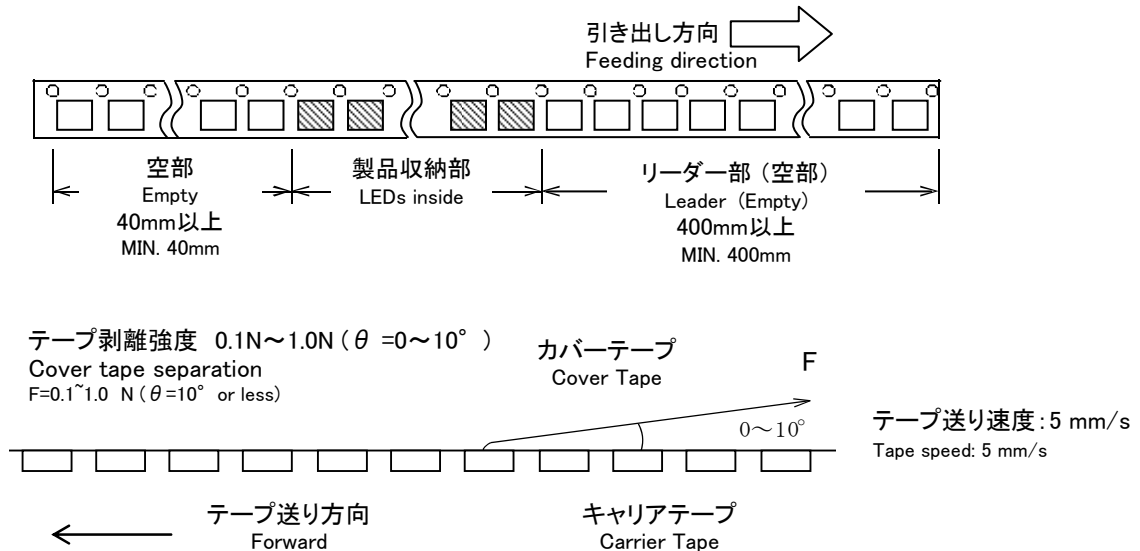 引き出し方向
Feeding direction
空部
Empty
40mm以上
MIN. 40mm
製品収納部
LEDs inside
リーダー部（空部）
Leader (Empty)
400mm以上
MIN. 400mm
テープ剥離強度 0.1N～1.0N（θ=0～10°）
Cover tape separation
F=0.1~1.0 N（θ=10° or less)
カバーテープ
Cover Tape
F
0～10°
テープ送り速度：5 mm/s
Tape speed: 5 mm/s
テープ送り方向
Forward
キャリアテープ
Carrier Tape